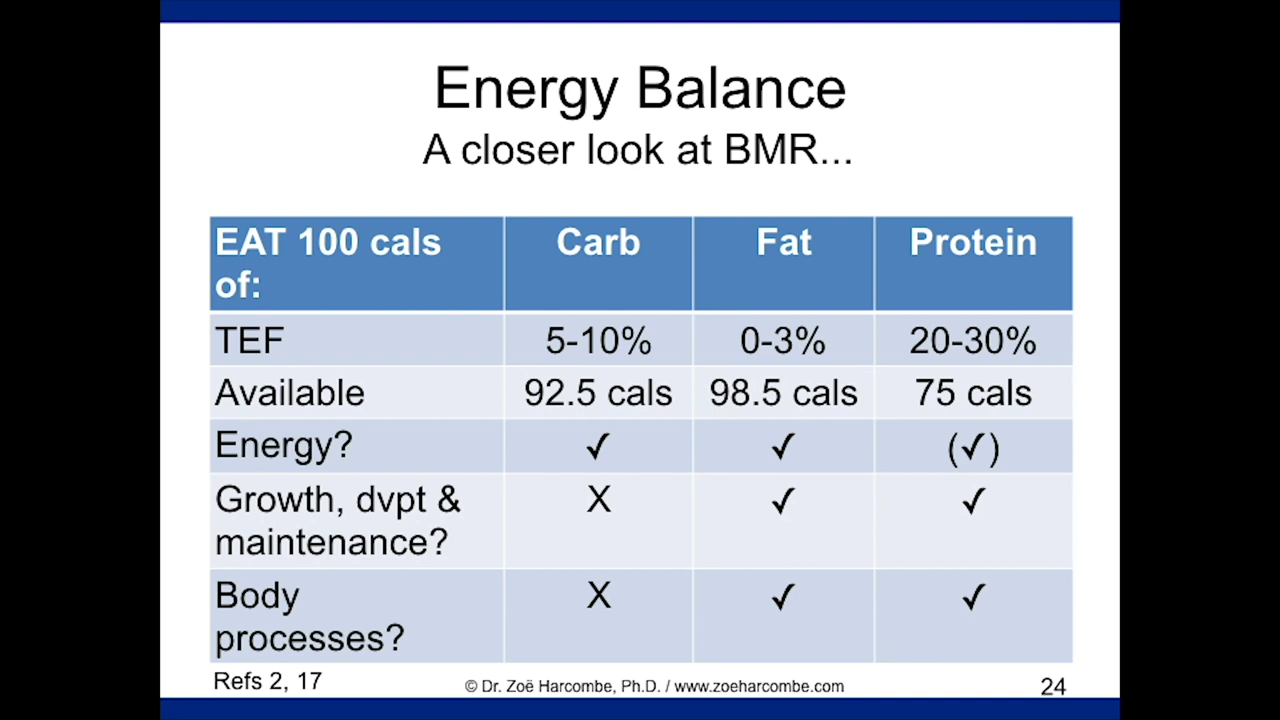 Energy Balance
A closer look at BMR...
EAT 100 cals of: Carb Fat Protein
TEF 5-10% 0-3% 20-30%
Available 92.5 cals 98.5 cals 75 cals
Energy? ✓ ✓ (✓)
Growth, dvpt & maintenance? X ✓ ✓
Body processes? X ✓ ✓
Refs 2, 17
© Dr. Zoë Harcombe, Ph.D. / www.zoeharcombe.com
24